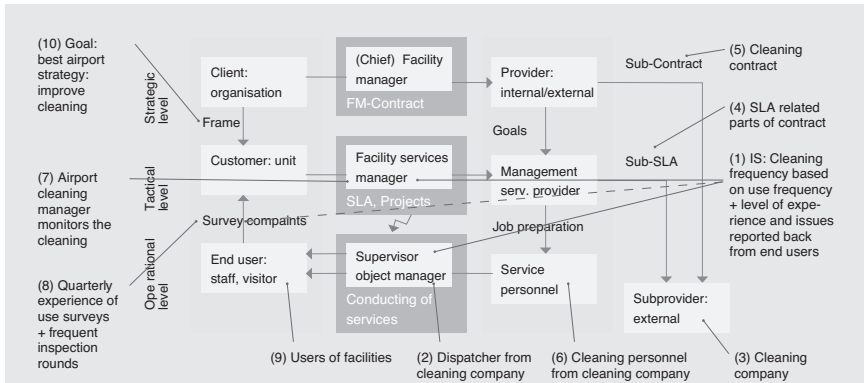 (10) Goal:
best airport
strategy:
improve
cleaning
(7) Airport
cleaning
manager
monitors the
cleaning
(8) Quarterly
experience of
use surveys
+ frequent
inspection
rounds
Strategic
level
Tactical
level
Ope rational
level
Client:
organisation
Frame
Customer: unit
Survey compaints
End user:
staff, visitor
(Chief) Facility
manager
FM-Contract
Facility services
manager
SLA, Projects
Supervisor
object manager
Conducting of
services
Provider:
internal/external
Goals
Management
serv. provider
Job preparation
Service
personnel
Sub-Contract
Sub-SLA
Subprovider:
external
(5) Cleaning
contract
(4) SLA related
parts of contract
(1) IS: Cleaning
frequency based
on use frequency
+ level of expe-
rience and issues
reported back
from end users
(9) Users of facilities
(2) Dispatcher from
cleaning company
(6) Cleaning personnel
from cleaning company
(3) Cleaning
company